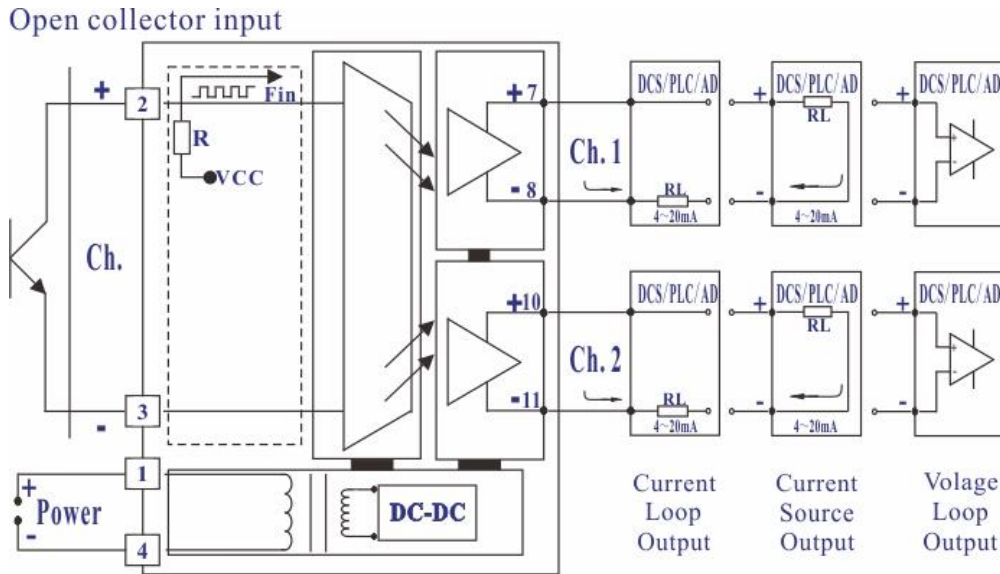 Open collector input
+
2
Fin
R
VCC
Ch.
3
-
1
+
Power
-
4
DC-DC
+7
-8
Ch. 1
+10
-11
Ch. 2
DCS/PLC/AD
RL
4~20mA
+
DCS/PLC/AD
RL
-
4~20mA
+
DCS/PLC/AD
+
-
-
DCS/PLC/AD
RL
4~20mA
+
DCS/PLC/AD
RL
-
4~20mA
+
DCS/PLC/AD
+
-
-
Current
Loop
Output
Current
Source
Output
Volage
Loop
Output